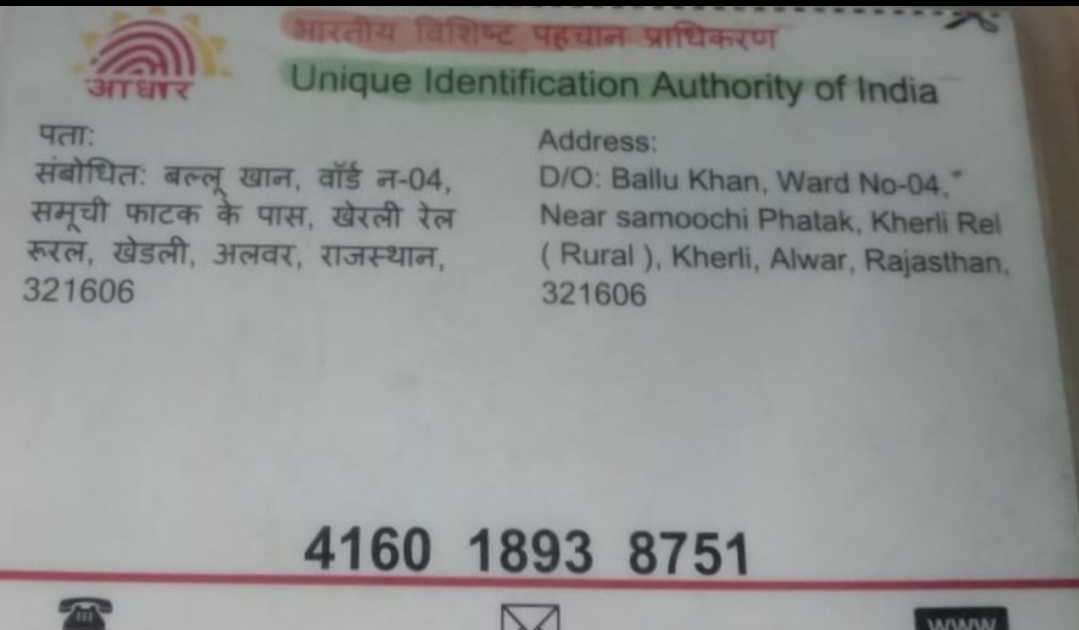 आधार
भारतीय विशिष्ट पहचान प्राधिकरण
Unique Identification Authority of India
पता:
संबोधित: बल्लू खान, वॉर्ड न-04,
समूची फाटक के पास, खेरली रेल
रूरल, खेडली, अलवर, राजस्थान,
321606
Address:
D/O: Ballu Khan, Ward No-04,
Near samoochi Phatak, Kherli Rel
( Rural ), Kherli, Alwar, Rajasthan,
321606
4160 1893 8751
www